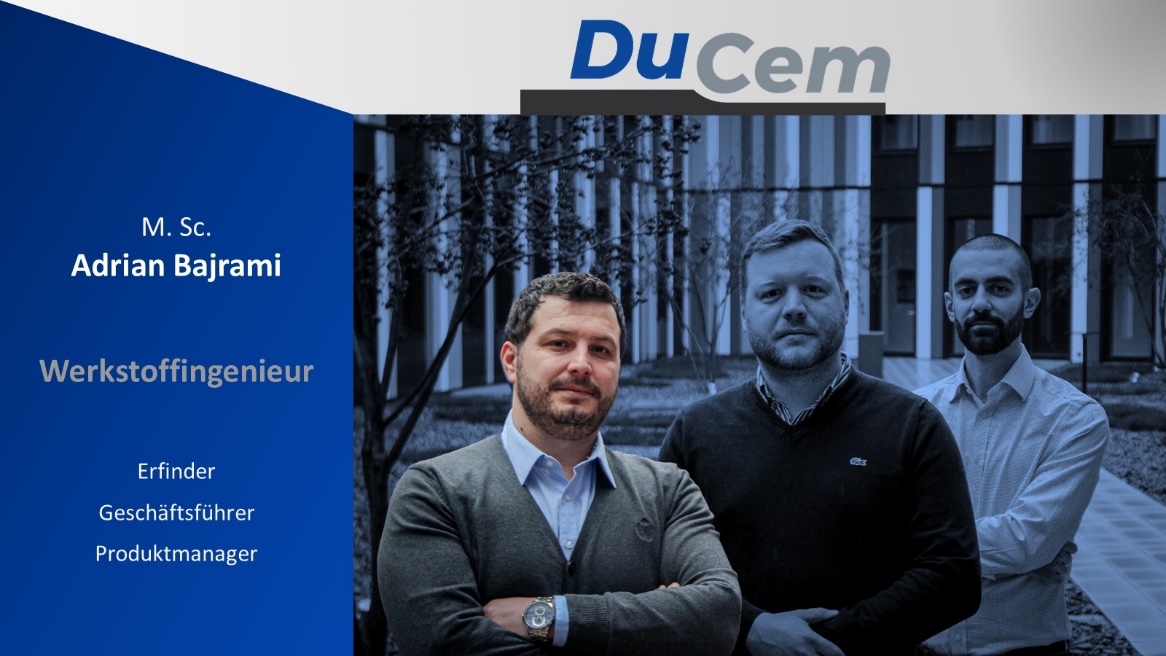 DuCem
M. Sc.
Adrian Bajrami
Werkstoffingenieur
Erfinder
Geschäftsführer
Produktmanager